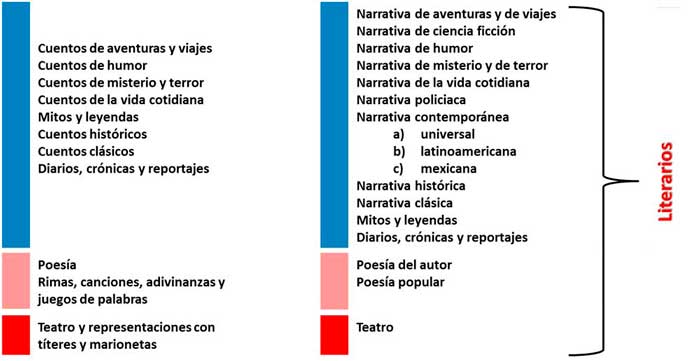 Cuentos de aventuras y viajes
Cuentos de humor
Cuentos de misterio y terror
Cuentos de la vida cotidiana
Mitos y leyendas
Cuentos históricos
Cuentos clásicos
Diarios, crónicas y reportajes
Poesía
Rimas, canciones, adivinanzas y
juegos de palabras
Teatro y representaciones con
títeres y marionetas
Narrativa de aventuras y de viajes
Narrativa de ciencia ficción
Narrativa de humor
Narrativa de misterio y de terror
Narrativa de la vida cotidiana
Narrativa policiaca
Narrativa contemporánea
a) universal
b) latinoamericana
c) mexicana
Narrativa histórica
Narrativa clásica
Mitos y leyendas
Diarios, crónicas y reportajes
Poesía del autor
Poesía popular
Teatro
Literarios